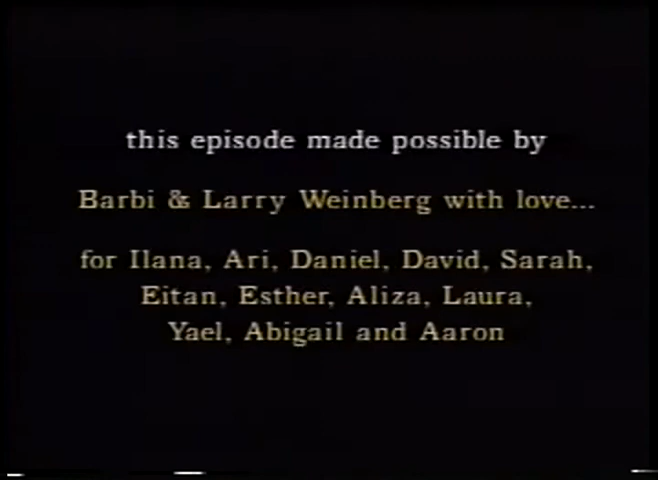 this episode made possible by
Barbi & Larry Weinberg with love...
for Ilana, Ari, Daniel, David, Sarah,
Eitan, Esther, Aliza, Laura,
Yael, Abigail and Aaron